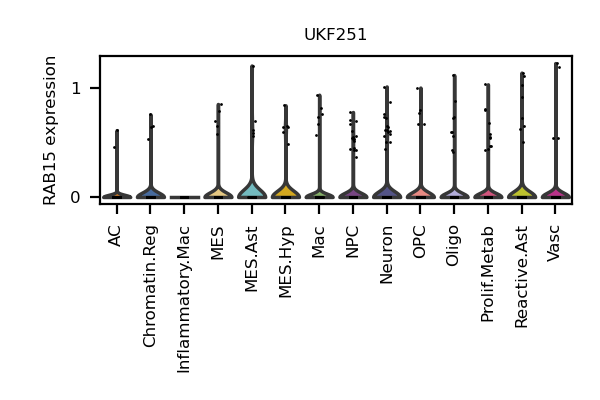 UKF251
RAB15 expression
1
0
AC
Chromatin.Reg
Inflammatory.Mac
MES
MES.Ast
MES.Hyp
Mac
NPC
Neuron
OPC
Oligo
Prolif.Metab
Reactive.Ast
Vasc